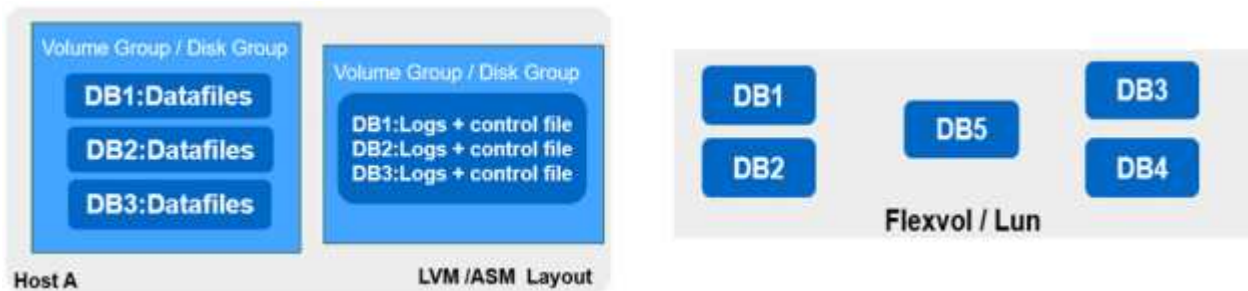 Volume Group / Disk Group
DB1:Datafiles
DB2:Datafiles
DB3:Datafiles
Volume Group / Disk Group
DB1:Logs + control file
DB2:Logs + control file
DB3:Logs + control file
Host A
LVM /ASM Layout
DB1
DB2
DB5
DB3
DB4
Flexvol / Lun